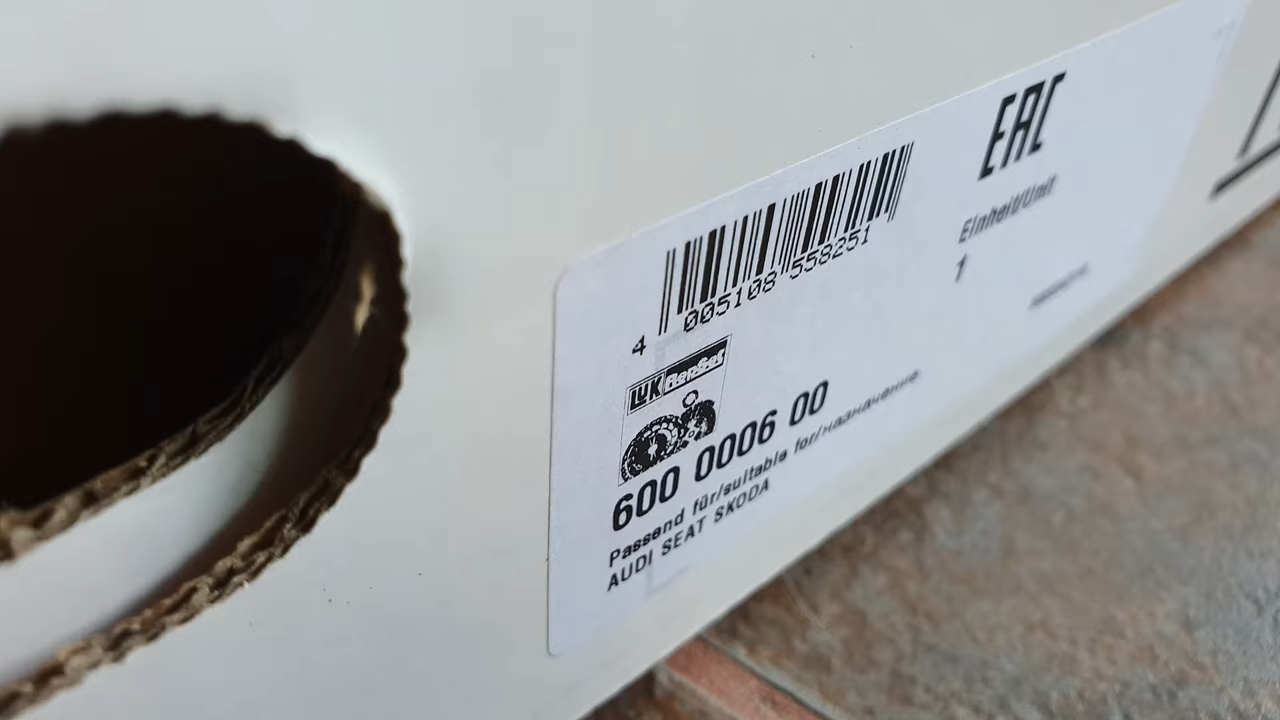 4 005108 558251
EAC
Einheit/Unit
1
LUK RepSet
600 0006 00
Passend für/suitable for/назначение
AUDI SEAT SKODA